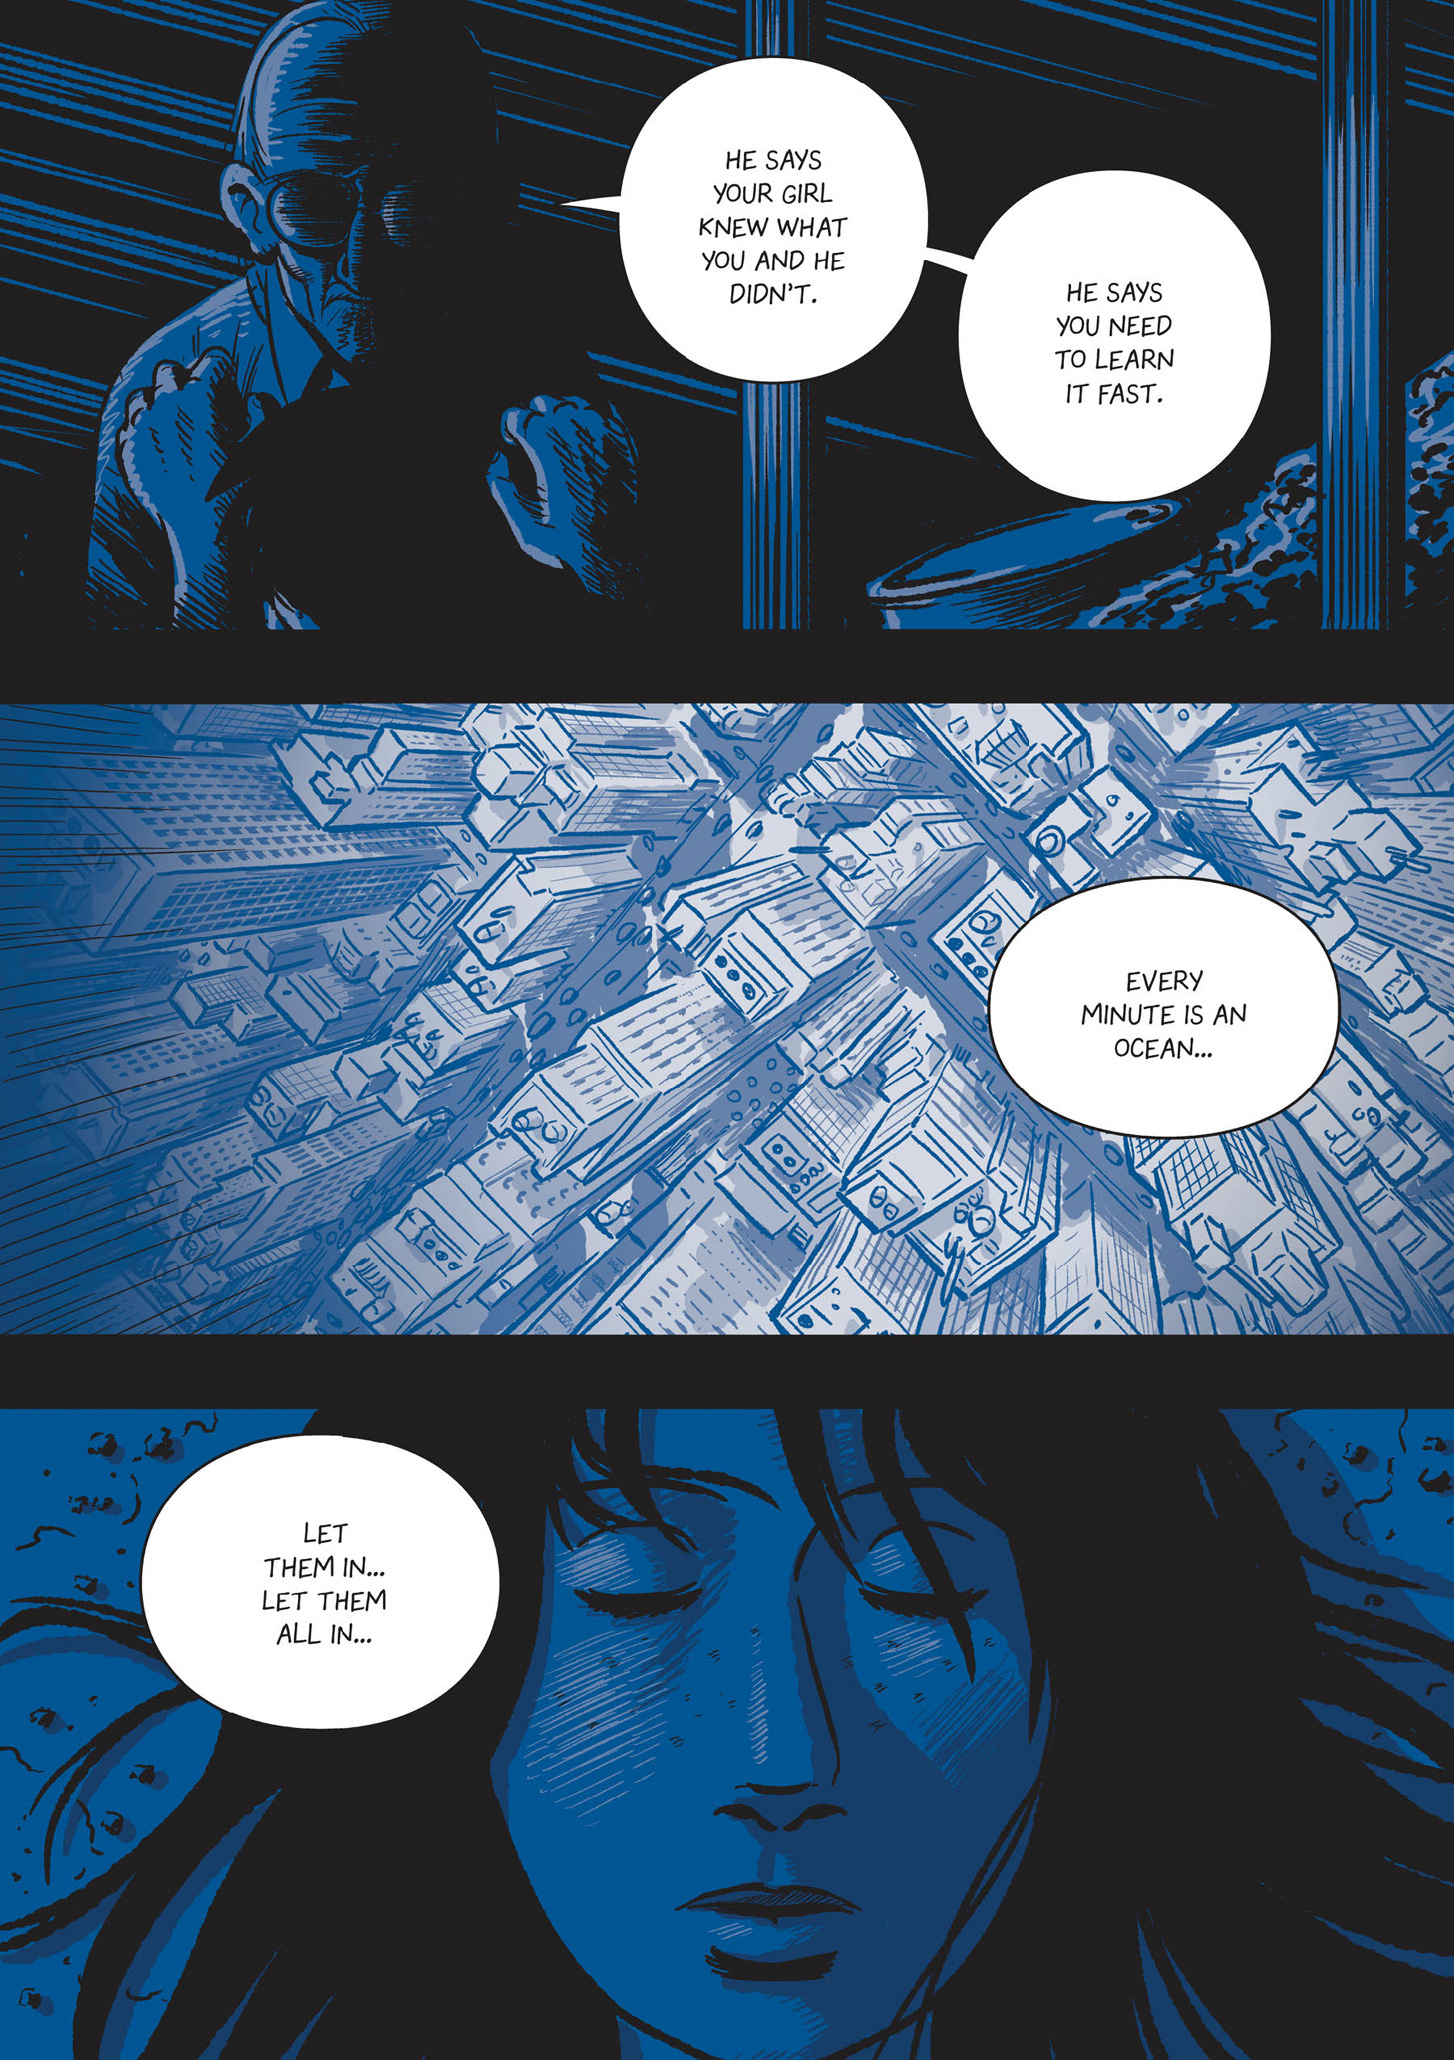 HE SAYS
YOUR GIRL
KNEW WHAT
YOU AND HE
DIDN'T.
HE SAYS
YOU NEED
TO LEARN
IT FAST.
EVERY
MINUTE IS AN
OCEAN...
LET
THEM IN...
LET THEM
ALL IN...